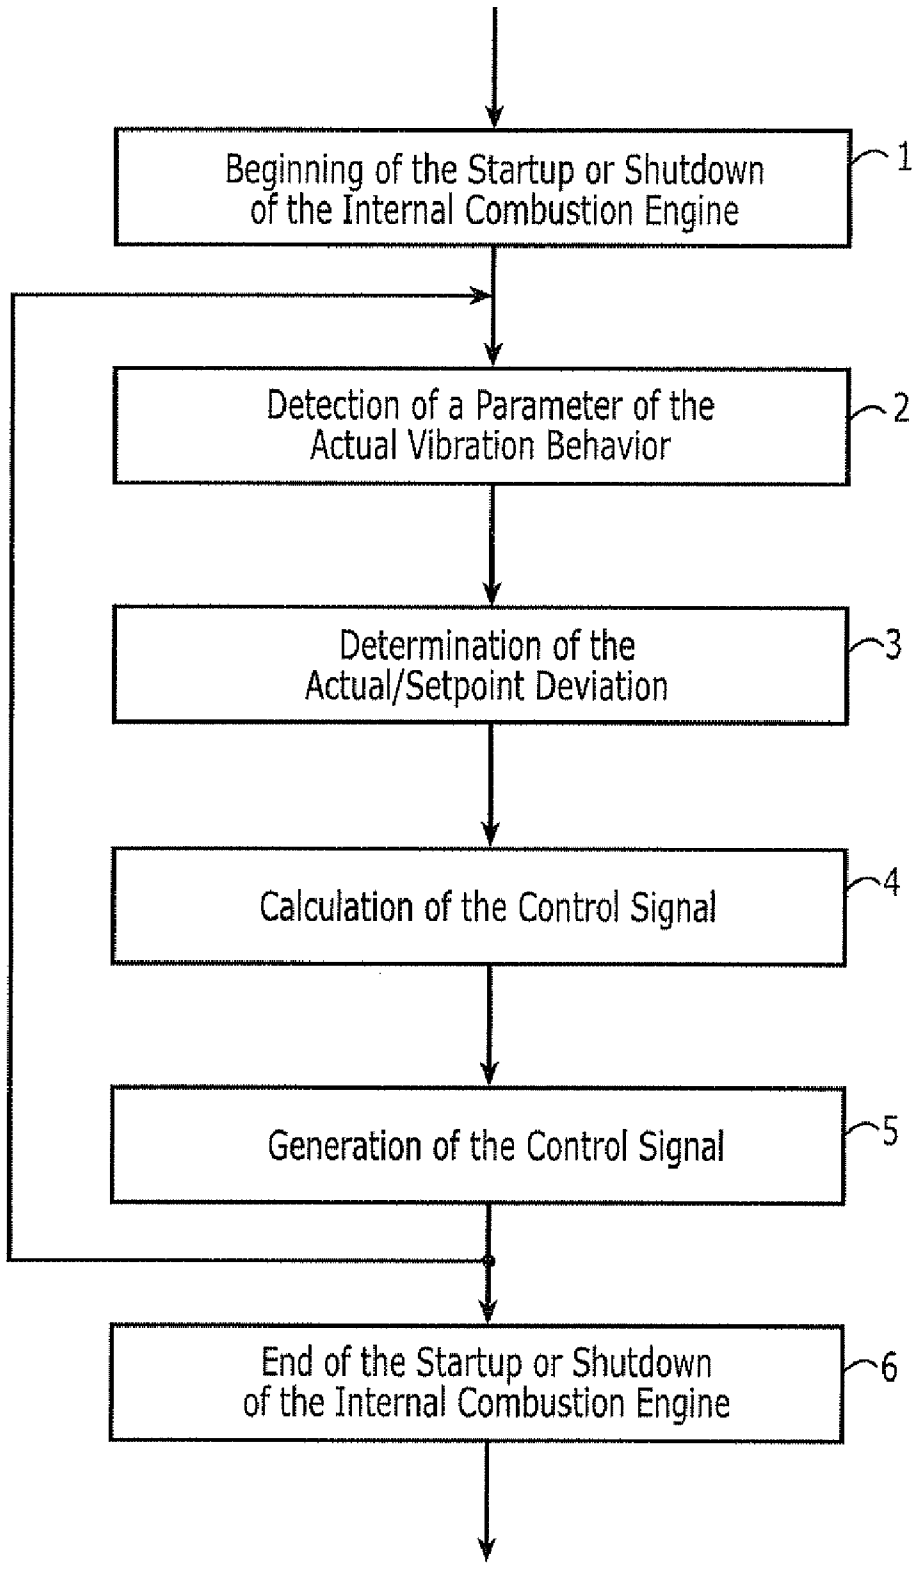 Beginning of the Startup or Shutdown
of the Internal Combustion Engine
1
Detection of a Parameter of the
Actual Vibration Behavior
2
Determination of the
Actual/Setpoint Deviation
3
Calculation of the Control Signal
4
Generation of the Control Signal
5
End of the Startup or Shutdown
of the Internal Combustion Engine
6